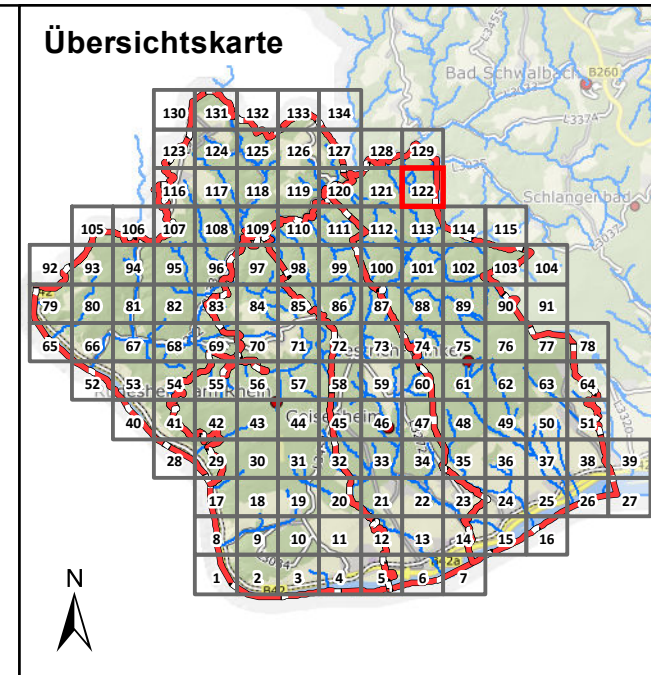 Übersichtskarte
Bad Schwalbach
B260
L3374
L3035
Schlangenbad
L3037
130 131 132 133 134
123 124 125 126 127 128 129
116 117 118 119 120 121 122
105 106 107 108 109 110 111 112 113 114 115
92 93 94 95 96 97 98 99 100 101 102 103 104
79 80 81 82 83 84 85 86 87 88 89 90 91
65 66 67 68 69 70 71 72 73 74 75 76 77 78
52 53 54 55 56 57 58 59 60 61 62 63 64
40 41 42 43 44 45 46 47 48 49 50 51
28 29 30 31 32 33 34 35 36 37 38 39
17 18 19 20 21 22 23 24 25 26 27
8 9 10 11 12 13 14 15 16
1 2 3 4 5 6 7
L3320
L3034
B42
B42a
N